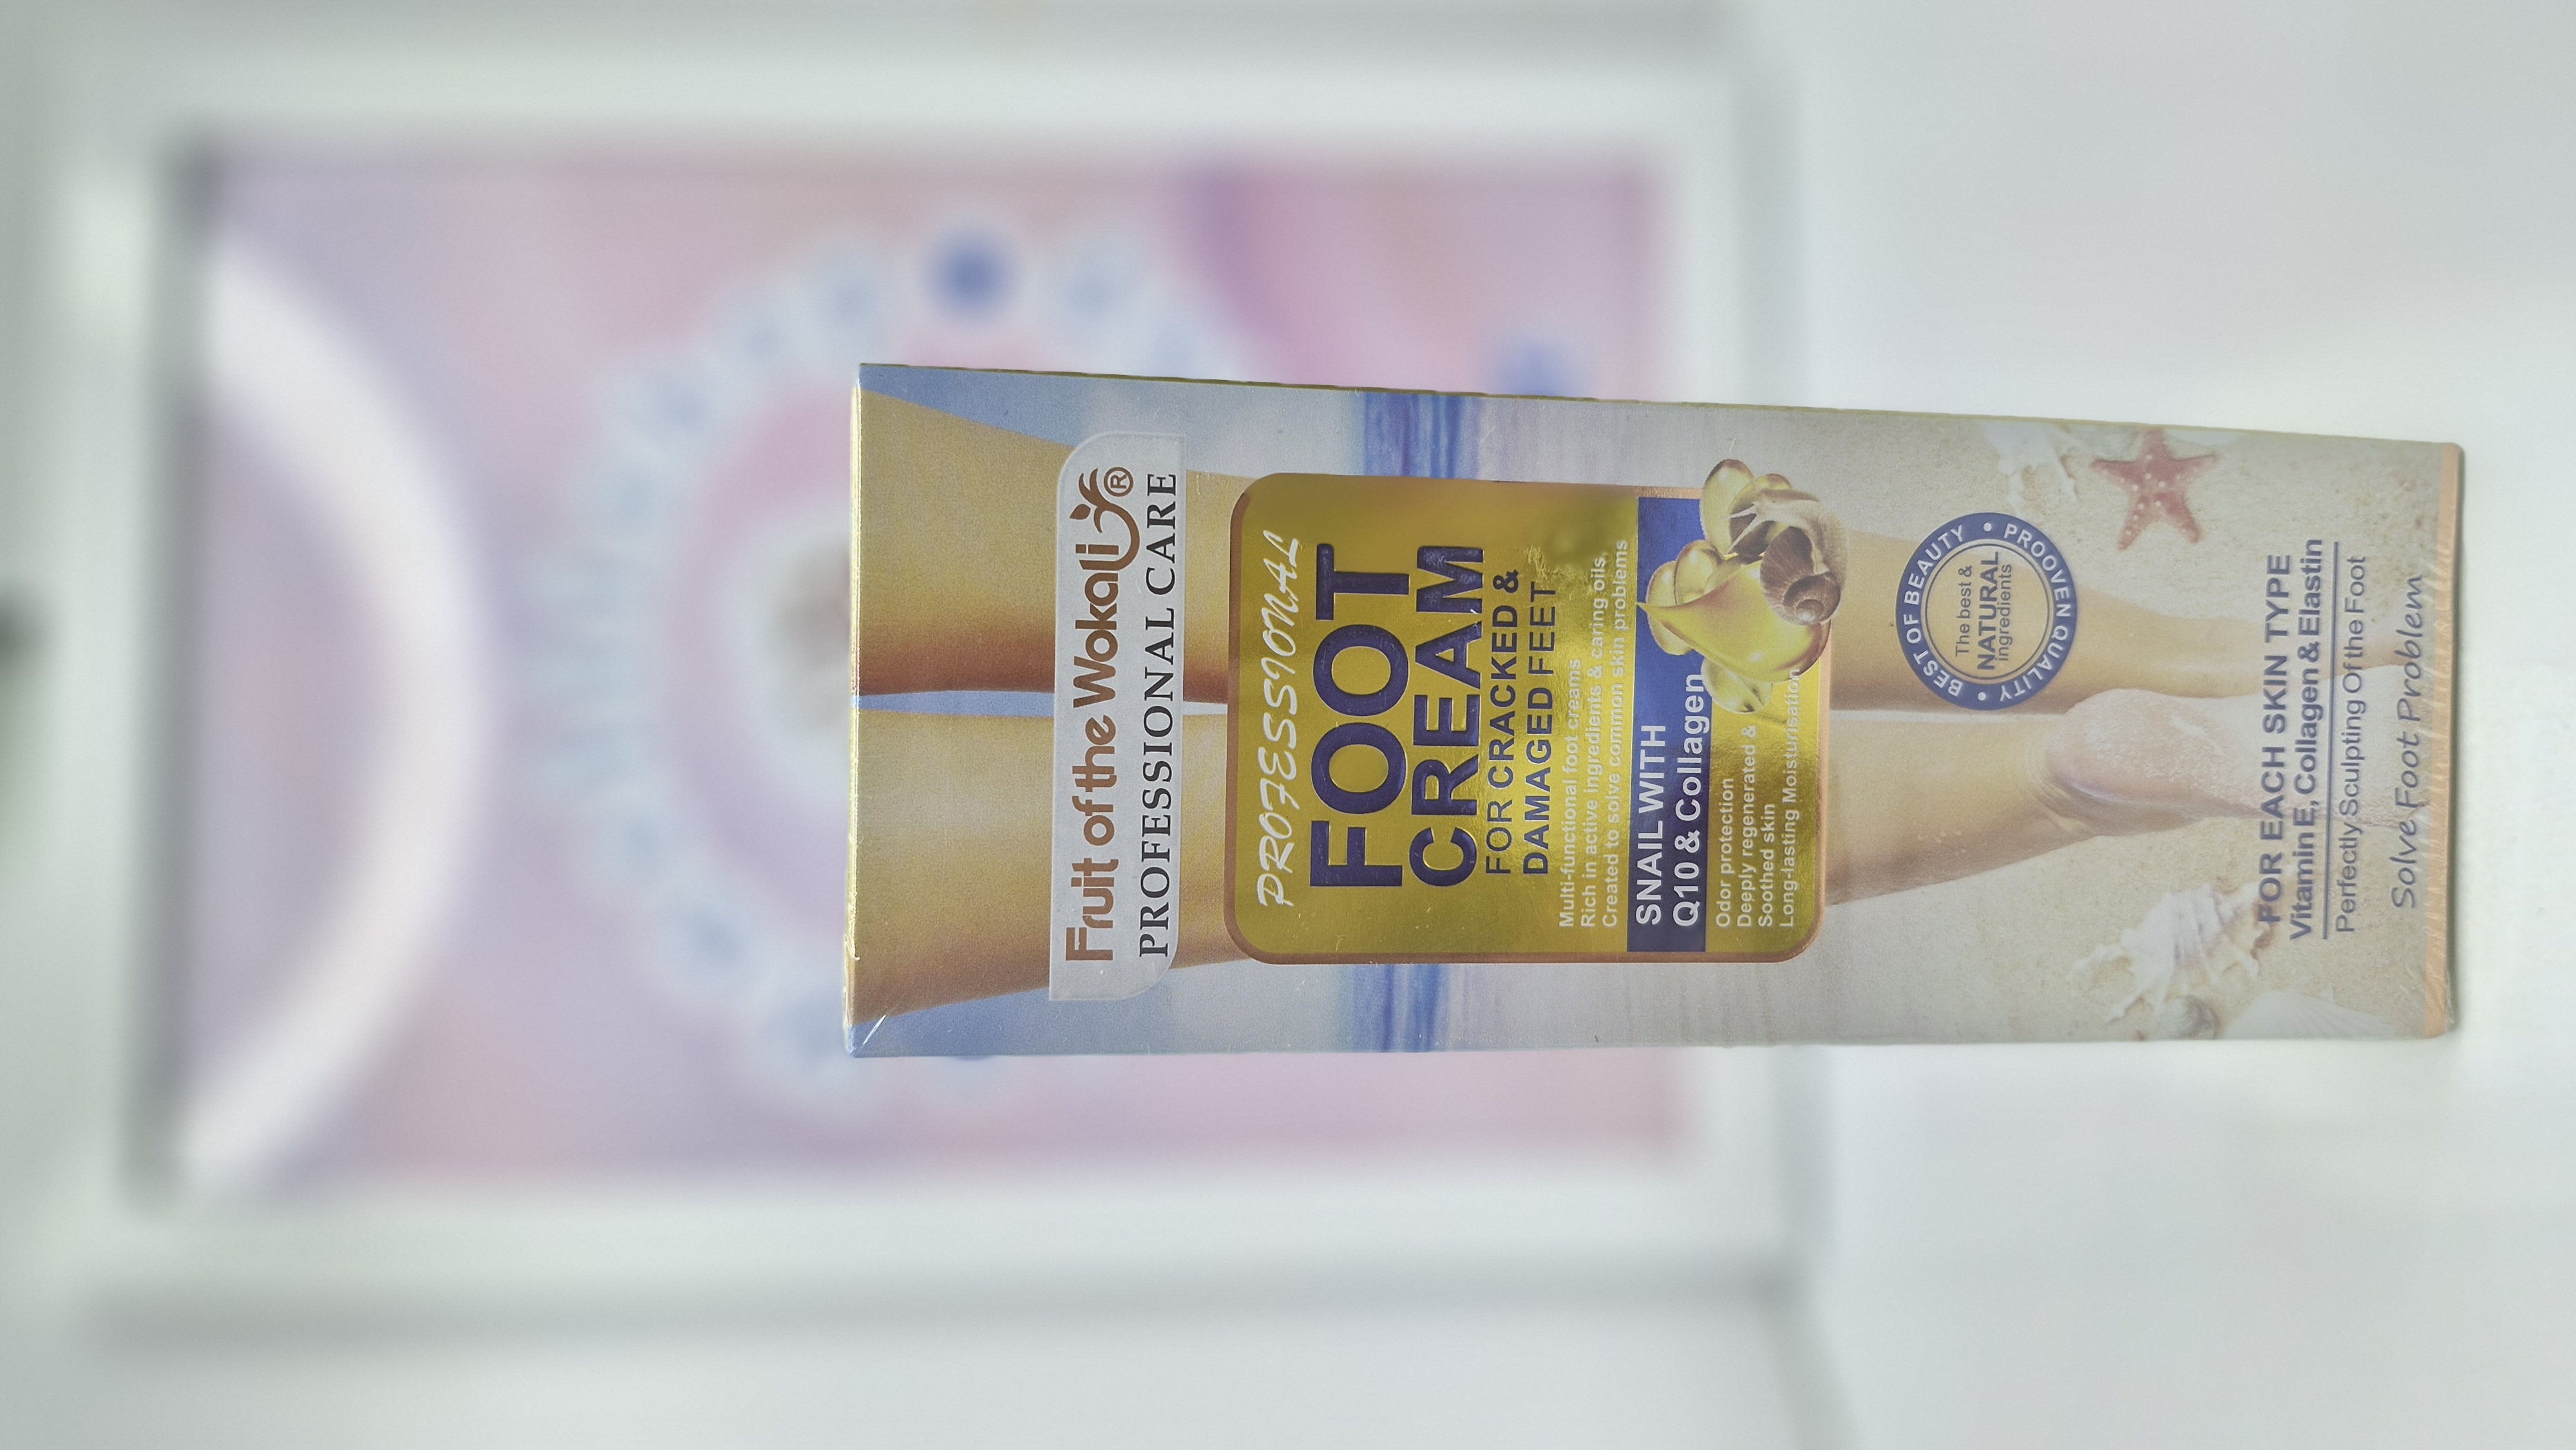 Fruit of the Wokali®
PROFESSIONAL CARE
PROFESSIONAL
FOOT
CREAM
FOR CRACKED &
DAMAGED FEET
Multi-functional foot creams
Rich in active ingredients & caring oils,
Created to solve common skin problems
SNAIL WITH
Q10 & Collagen
Odor protection
Deeply regenerated &
Soothed skin
Long-lasting Moisturisation
BEST OF BEAUTY • PROOVEN QUALITY •
The best &
NATURAL
ingredients
FOR EACH SKIN TYPE
Vitamin E, Collagen & Elastin
Perfectly Sculpting Of the Foot
Solve Foot Problem